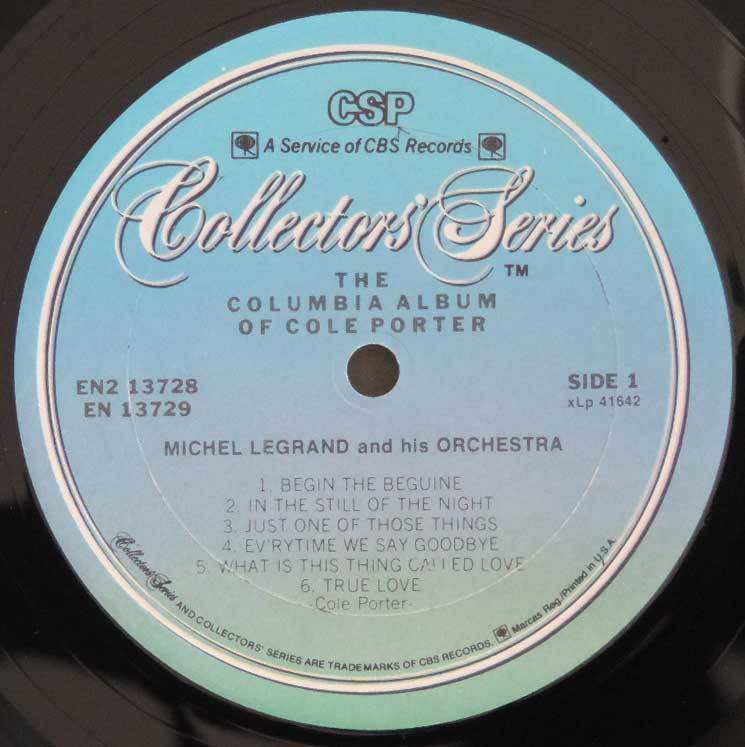 CSP
A Service of CBS Records
Collectors' Series
TM
THE
COLUMBIA ALBUM
OF COLE PORTER
EN2 13728
EN 13729
SIDE 1
xLp 41642
MICHEL LEGRAND and his ORCHESTRA
1. BEGIN THE BEGUINE
2. IN THE STILL OF THE NIGHT
3. JUST ONE OF THOSE THINGS
4. EV'RYTIME WE SAY GOODBYE
5. WHAT IS THIS THING CALLED LOVE
6. TRUE LOVE
-Cole Porter-
Collectors' Series AND COLLECTORS' SERIES ARE TRADEMARKS OF CBS RECORDS. Marcas Reg./Printed in U.S.A.